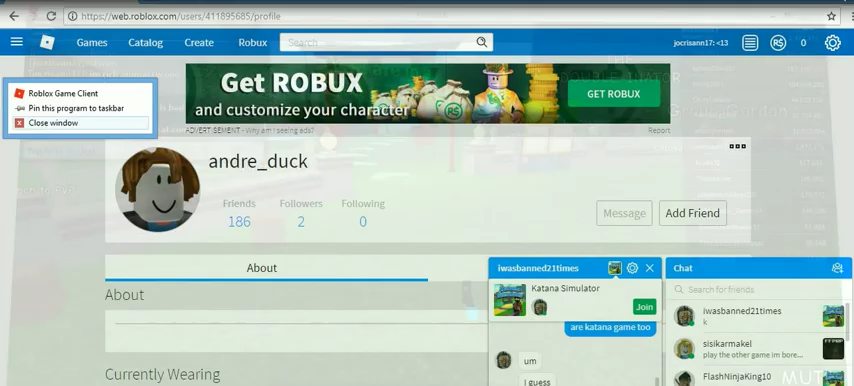 https://web.roblox.com/users/411895685/profile
Games Catalog Create Robux Search jocrisann17: <13 R$ 0
Roblox Game Client
Pin this program to taskbar
Close window
Get ROBUX
and customize your character
GET ROBUX
ADVERTISEMENT - Why am I seeing ads? Report
andre_duck
Friends Followers Following
186 2 0
Message Add Friend
About
About
Currently Wearing
iwasbanned21times
Katana Simulator
Join
are katana game too
um
I guess
Chat
Search for friends
iwasbanned21times
k
sisikarmakel
play the other game im bore...
FlashNinjaKing10
MUT